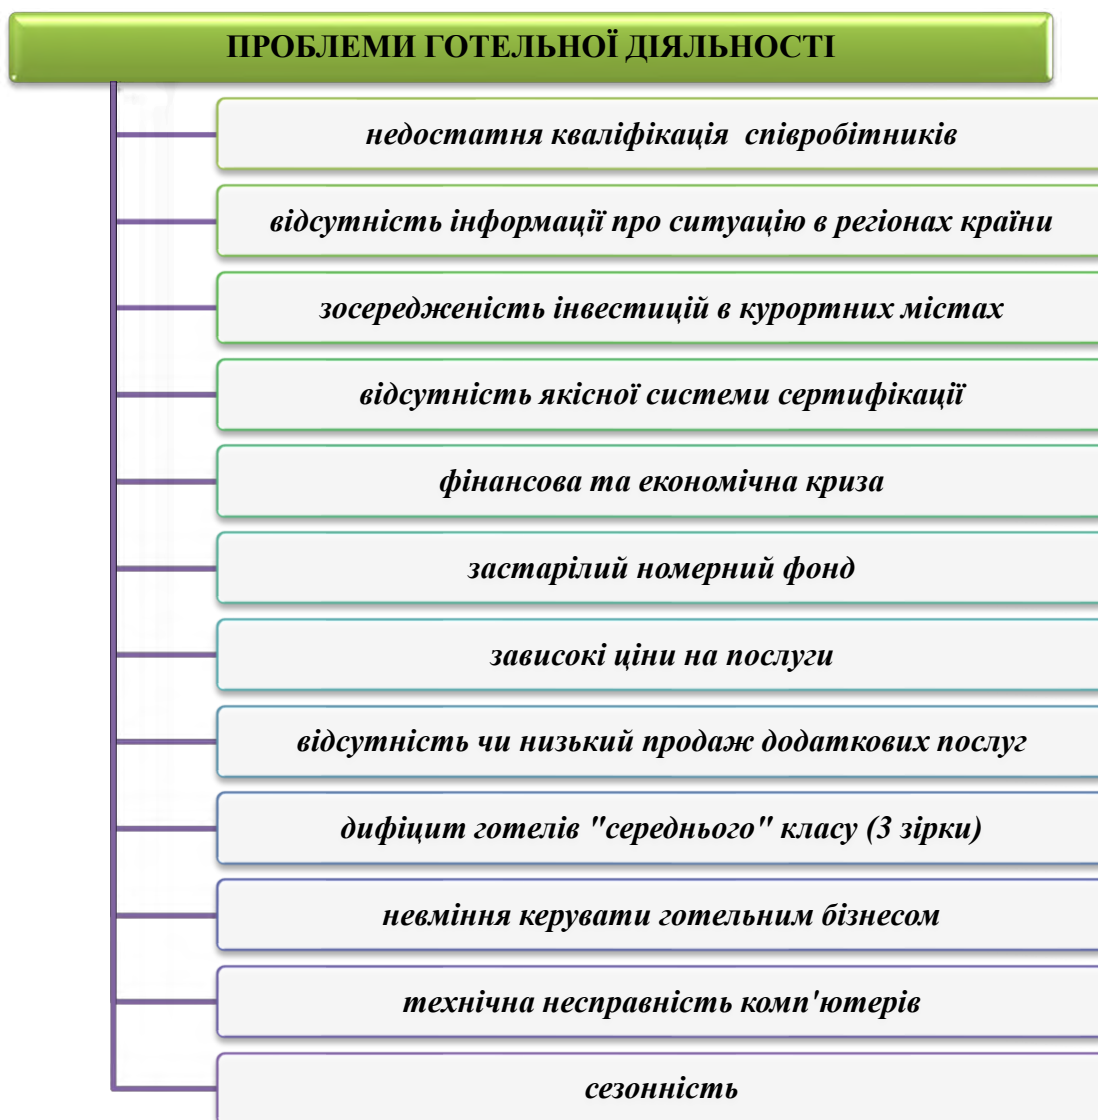 ПРОБЛЕМИ ГОТЕЛЬНОЇ ДІЯЛЬНОСТІ
недостатня кваліфікація співробітників
відсутність інформації про ситуацію в регіонах країни
зосередженість інвестицій в курортних містах
відсутність якісної системи сертифікації
фінансова та економічна криза
застарілий номерний фонд
зависокі ціни на послуги
відсутність чи низький продаж додаткових послуг
дифіцит готелів "середнього" класу (3 зірки)
невміння керувати готельним бізнесом
технічна несправність комп'ютерів
сезонність